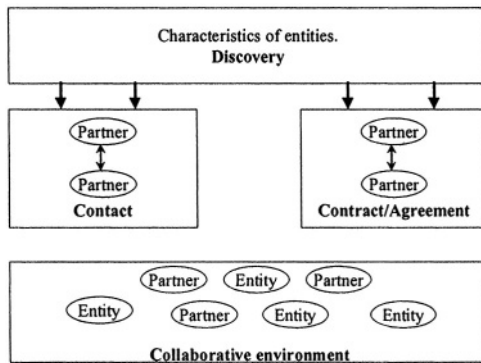 Characteristics of entities.
Discovery
Partner
Partner
Contact
Partner
Partner
Contract/Agreement
Partner Entity Partner
Entity Partner Entity Entity
Collaborative environment